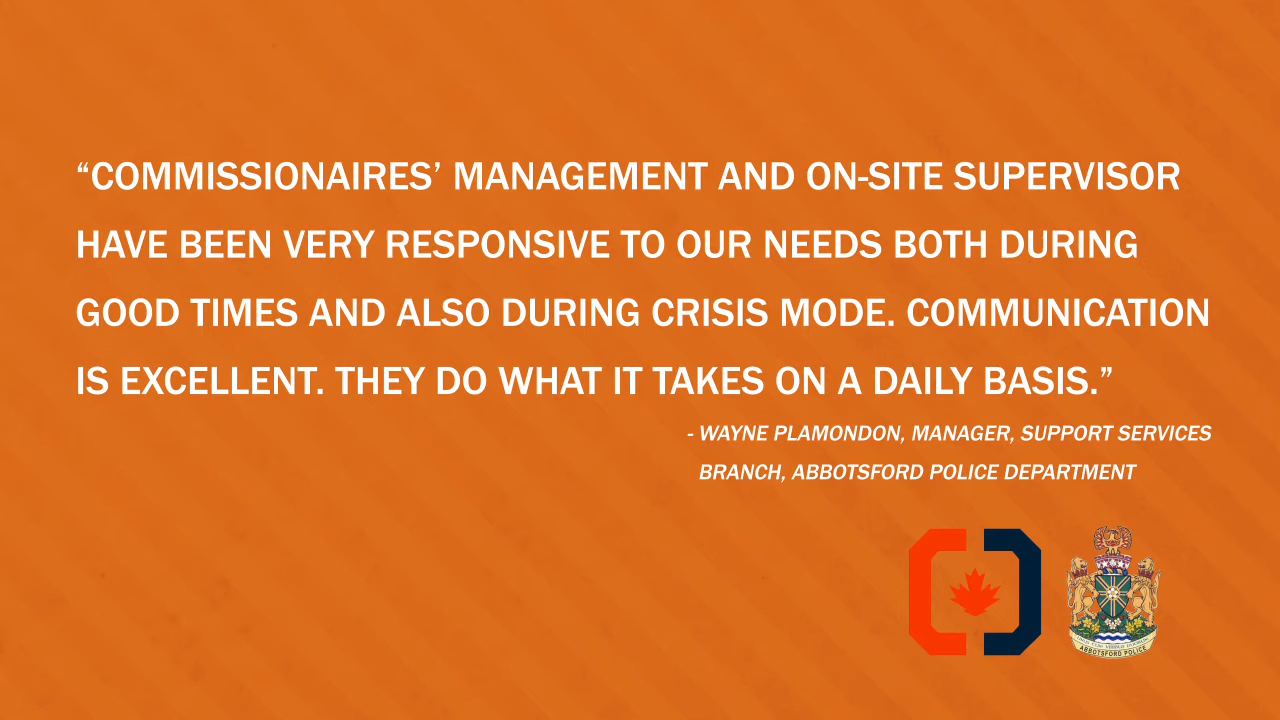 “COMMISSIONAIRES’ MANAGEMENT AND ON-SITE SUPERVISOR
HAVE BEEN VERY RESPONSIVE TO OUR NEEDS BOTH DURING
GOOD TIMES AND ALSO DURING CRISIS MODE. COMMUNICATION
IS EXCELLENT. THEY DO WHAT IT TAKES ON A DAILY BASIS.”
- WAYNE PLAMONDON, MANAGER, SUPPORT SERVICES
BRANCH, ABBOTSFORD POLICE DEPARTMENT
ABBOTSFORD POLICE